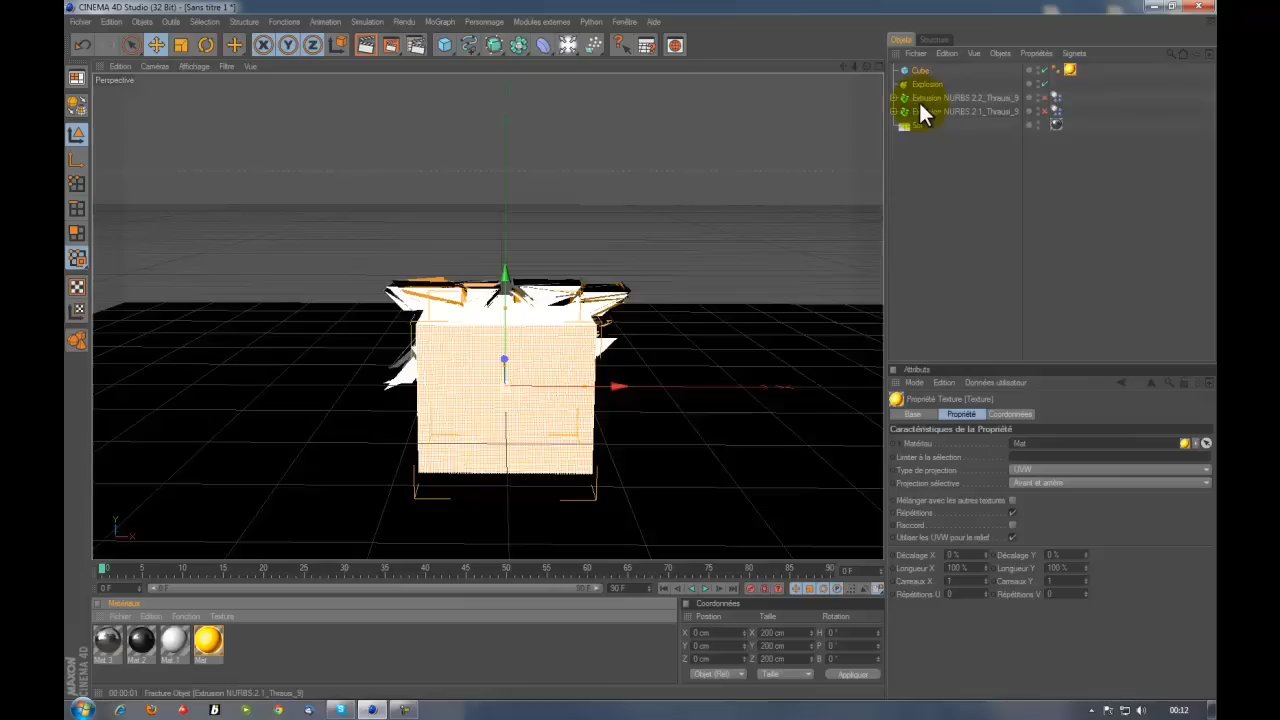 CINEMA 4D Studio (32 Bit) - [Sans titre 1 *]
Fichier Edition Objets Outils Sélection Structure Fonctions Animation Simulation Rendu MoGraph Personnage Modules externes Python Fenêtre Aide
Edition Caméras Affichage Filtre Vue
Perspective
Objets Structure
Fichier Edition Vue Objets Propriétés Signets
Cube
Explosion
Extrusion NURBS 2.2_Thrausi_9
NURBS 2.1_Thrausi_9
Attributs
Mode Edition Données utilisateur
Propriété Texture [Texture]
Base Propriété Coordonnées
Caractéristiques de la Propriété
Matériau Mat
Limiter à la sélection
Type de projection UVW
Projection sélective Avant et arrière
Mélanger avec les autres textures
Répétitions
Raccord
Utiliser les UVW pour le relief
Décalage X 0 % Décalage Y 0 %
Longueur X 100 % Longueur Y 100 %
Carreaux X 1 Carreaux Y 1
Répétitions U 0 Répétitions V 0
Y
X
0 5 10 15 20 25 30 35 40 45 50 55 60 65 70 75 80 85 90 0 F
0 F 0 F 90 F 90 F
Matériaux
Fichier Edition Fonction Texture
Mat 3 Mat 2 Mat 1 Mat
Coordonnées
Position Taille Rotation
X 0 cm X 200 cm H 0 °
Y 0 cm Y 200 cm P 0 °
Z 0 cm Z 200 cm B 0 °
Objet (Rel) Taille Appliquer
MAXON CINEMA 4D
00:00:01 Fracture Objet [Extrusion NURBS 2.1_Thrausi_9]
00:12